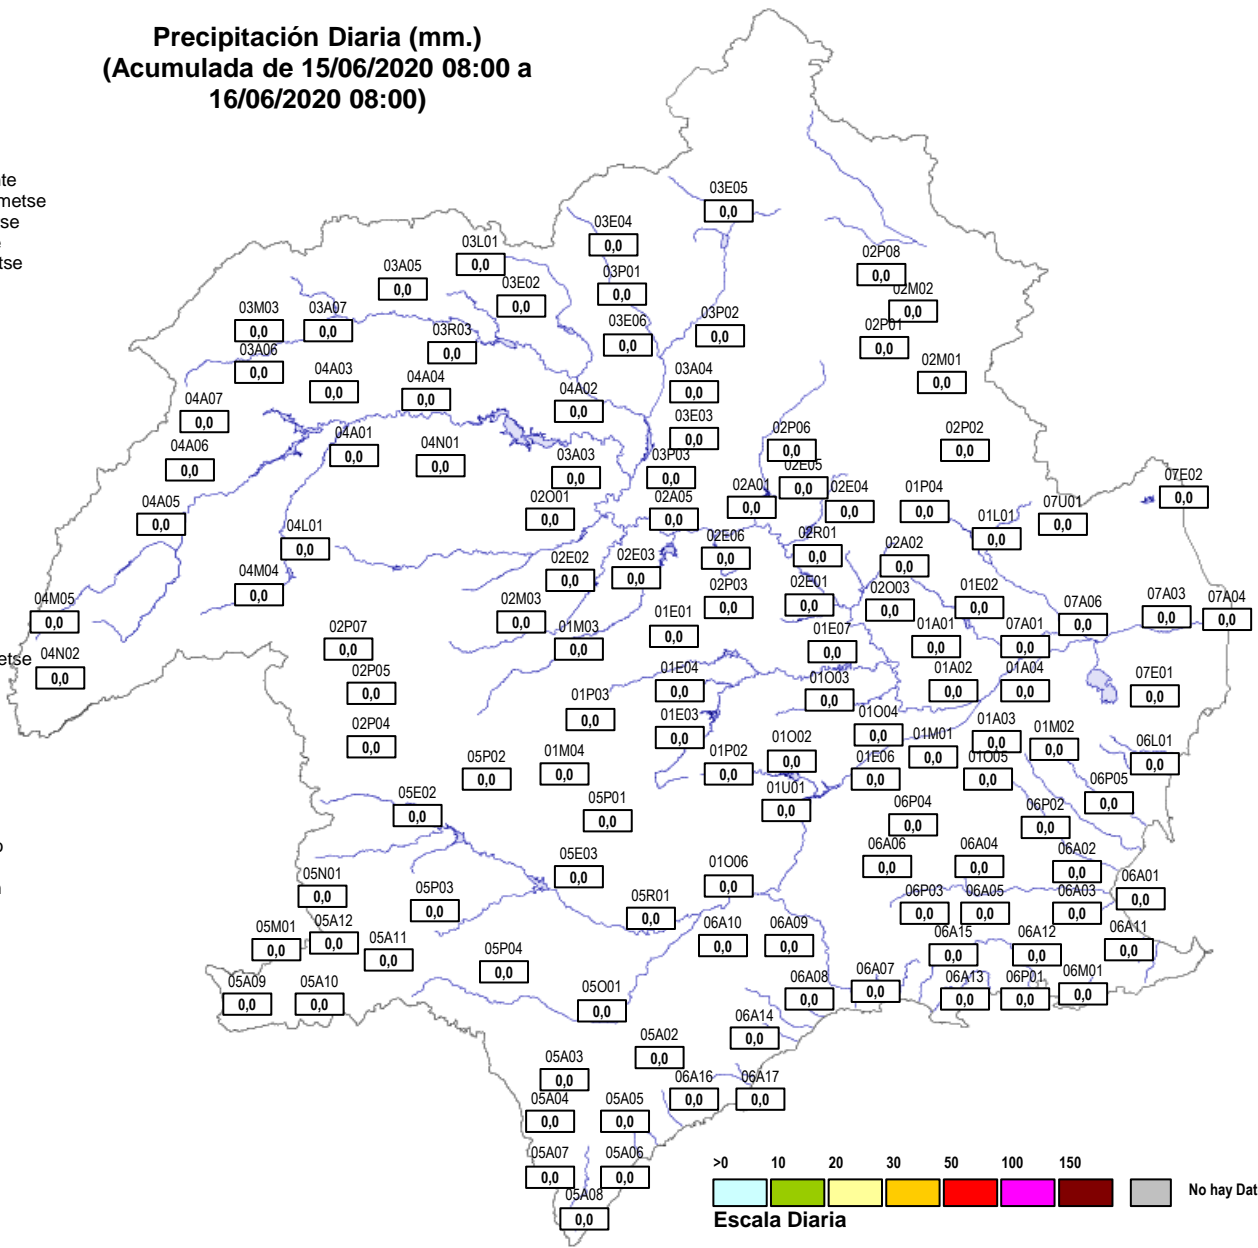 Precipitación Diaria (mm.)
(Acumulada de 15/06/2020 08:00 a
16/06/2020 08:00)
te
metse
se
tse
etse
03E05
0,0
03E04
0,0
03L01
0,0
02P08
0,0
03A05
0,0
03P01
0,0
03E02
0,0
02M02
0,0
03M03
0,0
03A07
0,0
03P02
0,0
03E06
0,0
02P01
0,0
03R03
0,0
03A06
0,0
02M01
0,0
04A03
0,0
03A04
0,0
04A04
0,0
04A02
0,0
04A07
0,0
03E03
0,0
02P06
0,0
02P02
0,0
04A01
0,0
04N01
0,0
04A06
0,0
03A03
0,0
03P03
0,0
02E05
0,0
07E02
0,0
02A01
0,0
02E04
0,0
01P04
0,0
02O01
0,0
02A05
0,0
04A05
0,0
07U01
0,0
01L01
0,0
04L01
0,0
02R01
0,0
02E06
0,0
02A02
0,0
02E02
0,0
02E03
0,0
04M04
0,0
02P03
0,0
02E01
0,0
02O03
0,0
01E02
0,0
07A03
0,0
07A04
0,0
04M05
0,0
02M03
0,0
07A06
0,0
01E01
0,0
02P07
0,0
01M03
0,0
01E07
0,0
01A01
0,0
07A01
0,0
04N02
0,0
02P05
0,0
01E04
0,0
01O03
0,0
01A02
0,0
01A04
0,0
07E01
0,0
01P03
0,0
02P04
0,0
01E03
0,0
01O04
0,0
01A03
0,0
01M02
0,0
01M01
0,0
06L01
0,0
05P02
0,0
01M04
0,0
01P02
0,0
01O02
0,0
01E06
0,0
01O05
0,0
06P05
0,0
05E02
0,0
05P01
0,0
01U01
0,0
06P04
0,0
06P02
0,0
05E03
0,0
06A06
0,0
06A04
0,0
06A02
0,0
05N01
0,0
01O06
0,0
06A01
0,0
05P03
0,0
05R01
0,0
06P03
0,0
06A05
0,0
06A03
0,0
05M01
0,0
05A12
0,0
05A11
0,0
06A10
0,0
06A09
0,0
06A15
0,0
06A12
0,0
06A11
0,0
05P04
0,0
05A09
0,0
05A10
0,0
05O01
0,0
06A08
0,0
06A07
0,0
06A13
0,0
06P01
0,0
06M01
0,0
06A14
0,0
05A02
0,0
05A03
0,0
06A16
0,0
06A17
0,0
05A04
0,0
05A05
0,0
05A07
0,0
05A06
0,0
05A08
0,0
>0 10 20 30 50 100 150
No hay Dat
Escala Diaria